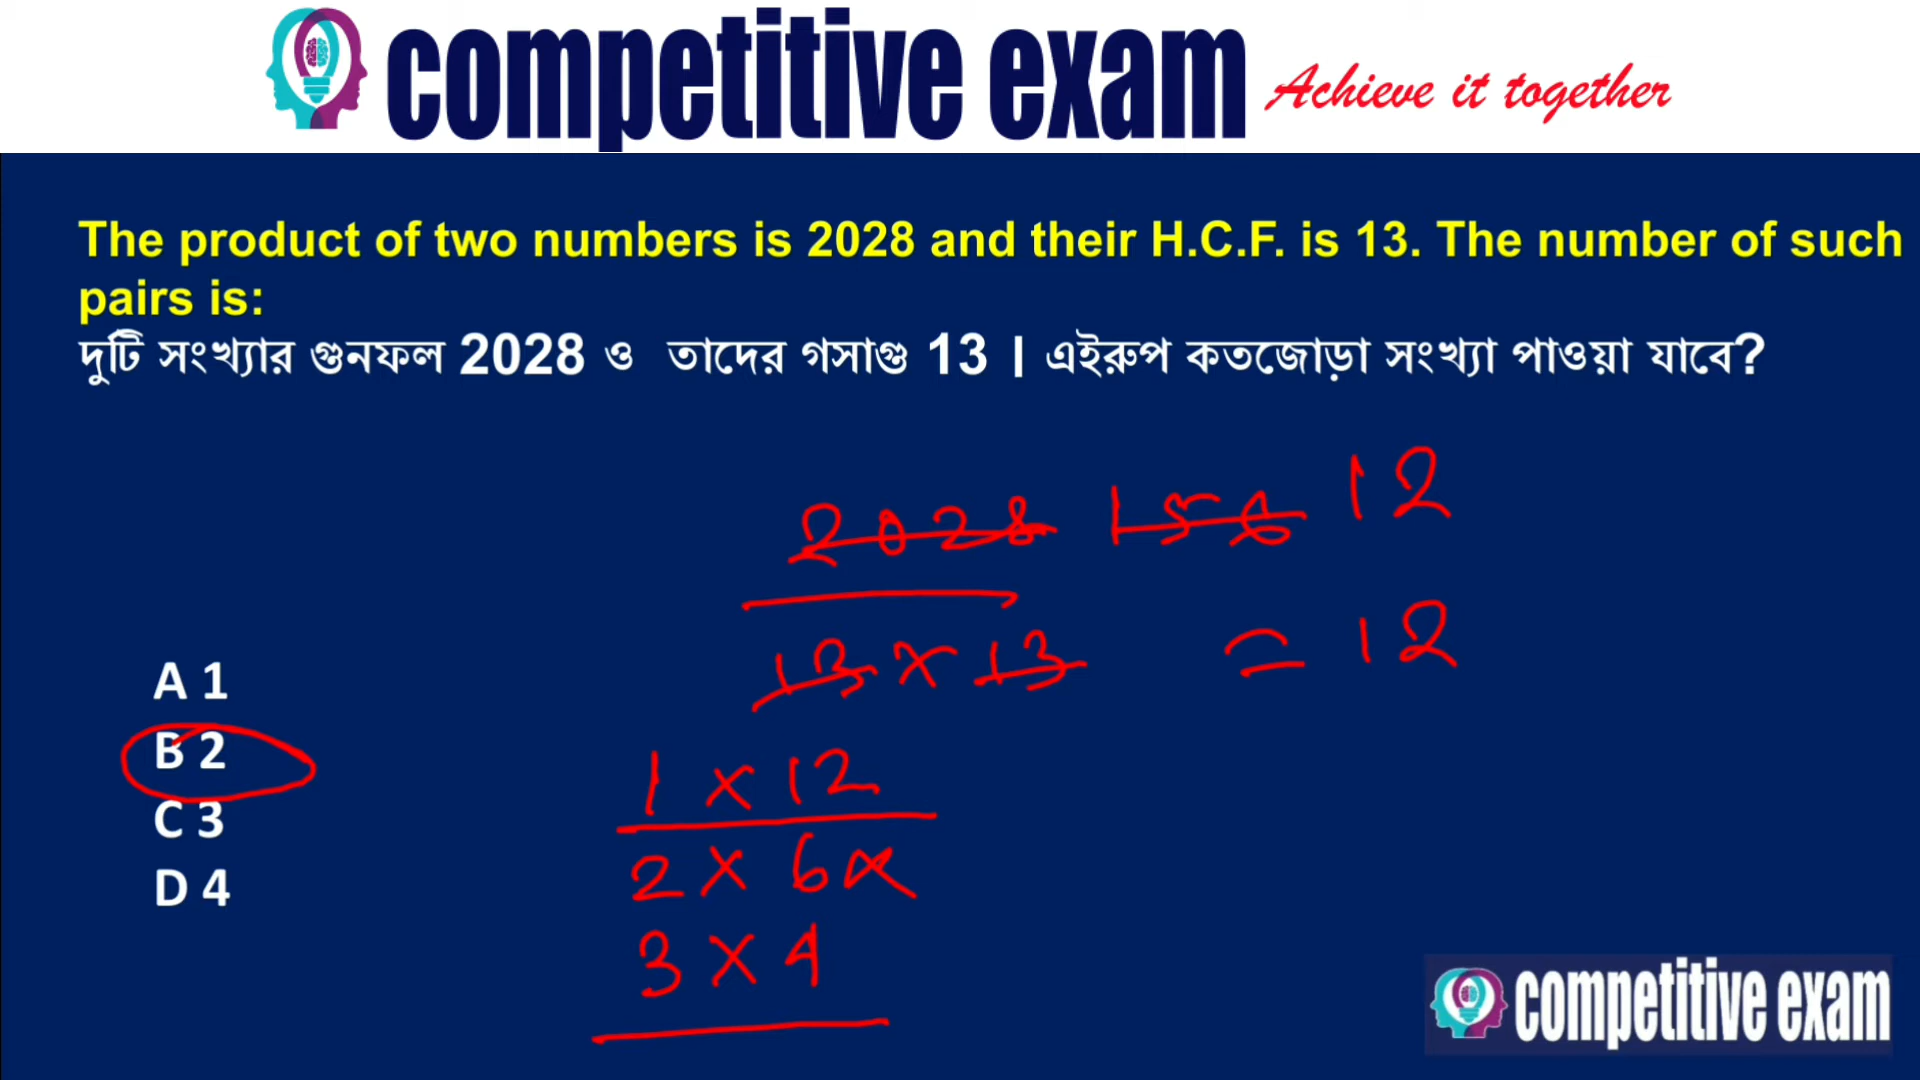 competitive exam Achieve it together
The product of two numbers is 2028 and their H.C.F. is 13. The number of such
pairs is:
দুটি সংখ্যার গুনফল 2028 ও তাদের গসাগু 13 । এইরুপ কতজোড়া সংখ্যা পাওয়া যাবে?
2028 156 12
13 x 13 = 12
A 1
B 2
C 3
D 4
1 x 12
2 x 6 x
3 x 4
competitive exam